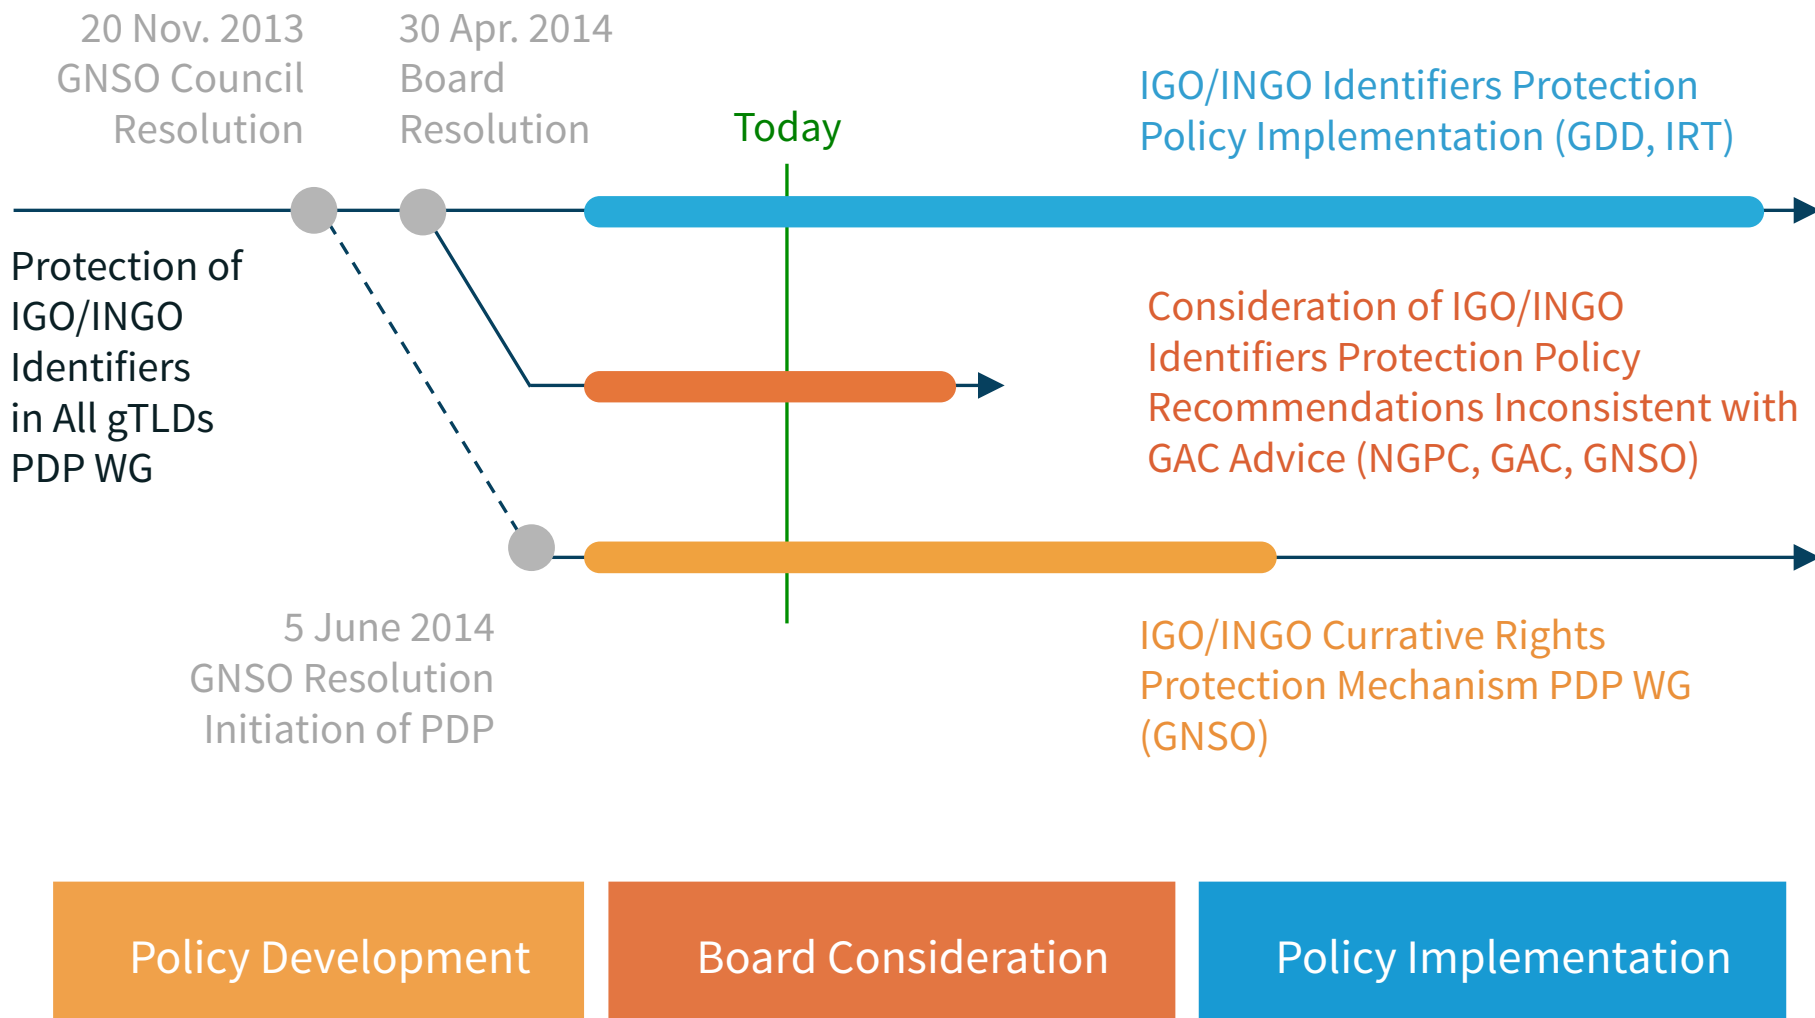 20 Nov. 2013
GNSO Council
Resolution
30 Apr. 2014
Board
Resolution
Today
IGO/INGO Identifiers Protection
Policy Implementation (GDD, IRT)
Protection of
IGO/INGO
Identifiers
in All gTLDs
PDP WG
Consideration of IGO/INGO
Identifiers Protection Policy
Recommendations Inconsistent with
GAC Advice (NGPC, GAC, GNSO)
5 June 2014
GNSO Resolution
Initiation of PDP
IGO/INGO Currative Rights
Protection Mechanism PDP WG
(GNSO)
Policy Development
Board Consideration
Policy Implementation